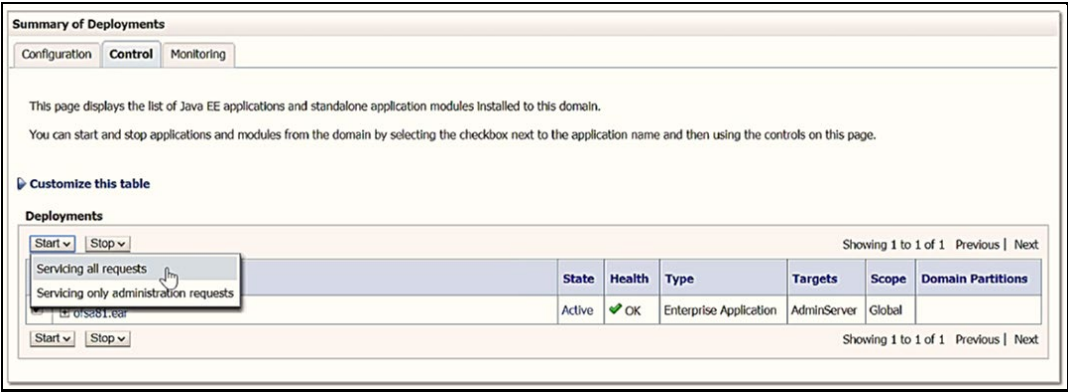 Summary of Deployments
Configuration Control Monitoring
This page displays the list of Java EE applications and standalone application modules installed to this domain.
You can start and stop applications and modules from the domain by selecting the checkbox next to the application name and then using the controls on this page.
Customize this table
Deployments
Start Stop Showing 1 to 1 of 1 Previous | Next
Servicing all requests
Servicing only administration requests
State Health Type Targets Scope Domain Partitions
ofsa81.ear Active OK Enterprise Application AdminServer Global
Start Stop Showing 1 to 1 of 1 Previous | Next